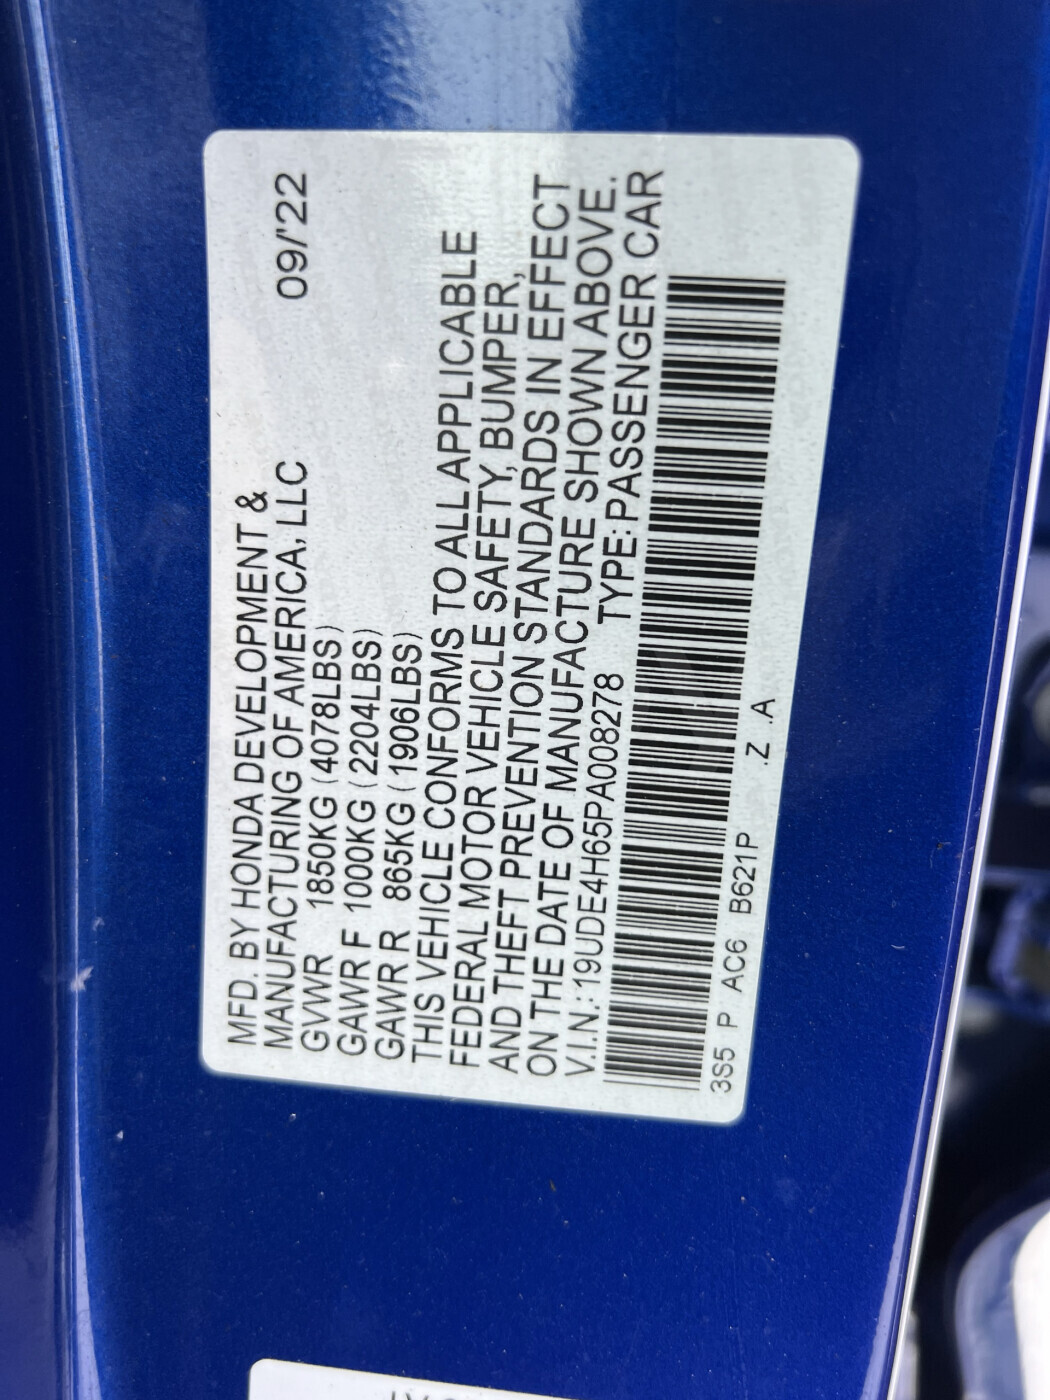 MFD. BY HONDA DEVELOPMENT &
MANUFACTURING OF AMERICA, LLC 09/'22
GVWR 1850KG (4078LBS)
GAWR F 1000KG (2204LBS)
GAWR R 865KG (1906LBS)
THIS VEHICLE CONFORMS TO ALL APPLICABLE
FEDERAL MOTOR VEHICLE SAFETY, BUMPER,
AND THEFT PREVENTION STANDARDS IN EFFECT
ON THE DATE OF MANUFACTURE SHOWN ABOVE.
V.I.N.: 19UDE4H65PA008278 TYPE: PASSENGER CAR
3S5 P AC6 B621P .Z .A